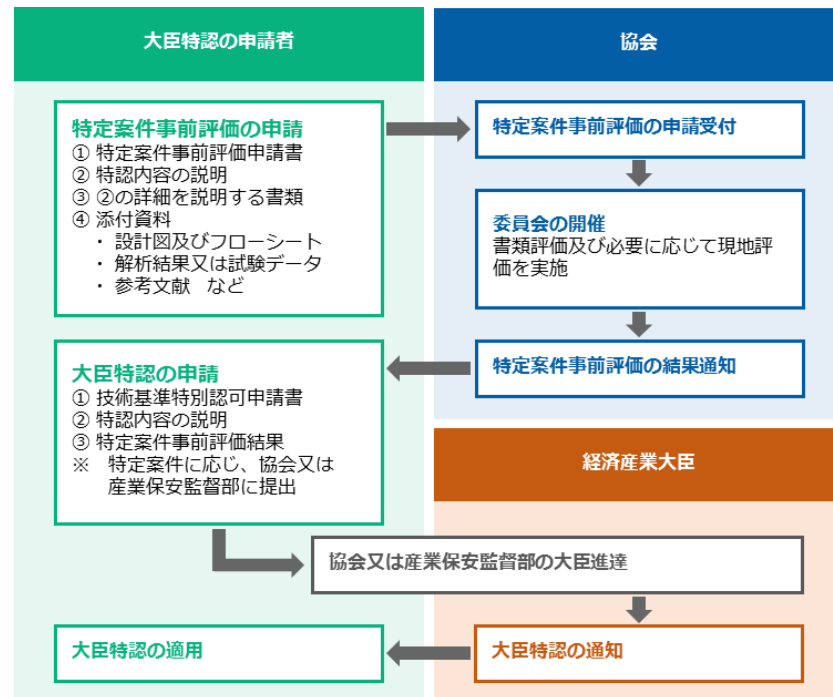 大臣特認の申請者
協会
特定案件事前評価の申請
① 特定案件事前評価申請書
② 特認内容の説明
③ ②の詳細を説明する書類
④ 添付資料
・ 設計図及びフローシート
・ 解析結果又は試験データ
・ 参考文献 など
特定案件事前評価の申請受付
委員会の開催
書類評価及び必要に応じて現地評
価を実施
特定案件事前評価の結果通知
大臣特認の申請
① 技術基準特別認可申請書
② 特認内容の説明
③ 特定案件事前評価結果
※ 特定案件に応じ、協会又は
産業保安監督部に提出
経済産業大臣
協会又は産業保安監督部の大臣進達
大臣特認の通知
大臣特認の適用